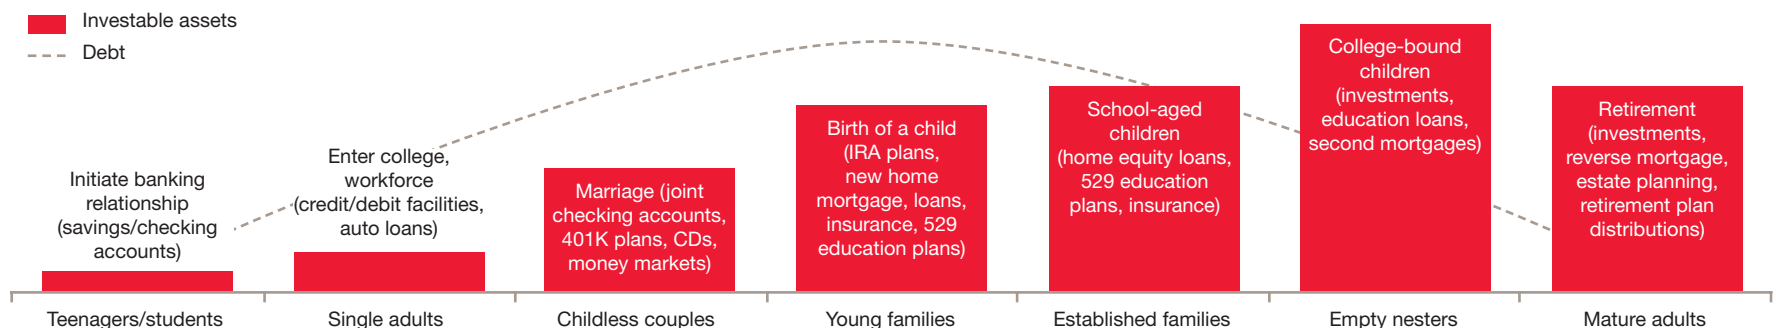 Investable assets
Debt
Initiate banking
relationship
(savings/checking
accounts)
Enter college,
workforce
(credit/debit facilities,
auto loans)
Marriage (joint
checking accounts,
401K plans, CDs,
money markets)
Birth of a child
(IRA plans,
new home
mortgage, loans,
insurance, 529
education plans)
School-aged
children
(home equity loans,
529 education
plans, insurance)
College-bound
children
(investments,
education loans,
second mortgages)
Retirement
(investments,
reverse mortgage,
estate planning,
retirement plan
distributions)
Teenagers/students
Single adults
Childless couples
Young families
Established families
Empty nesters
Mature adults